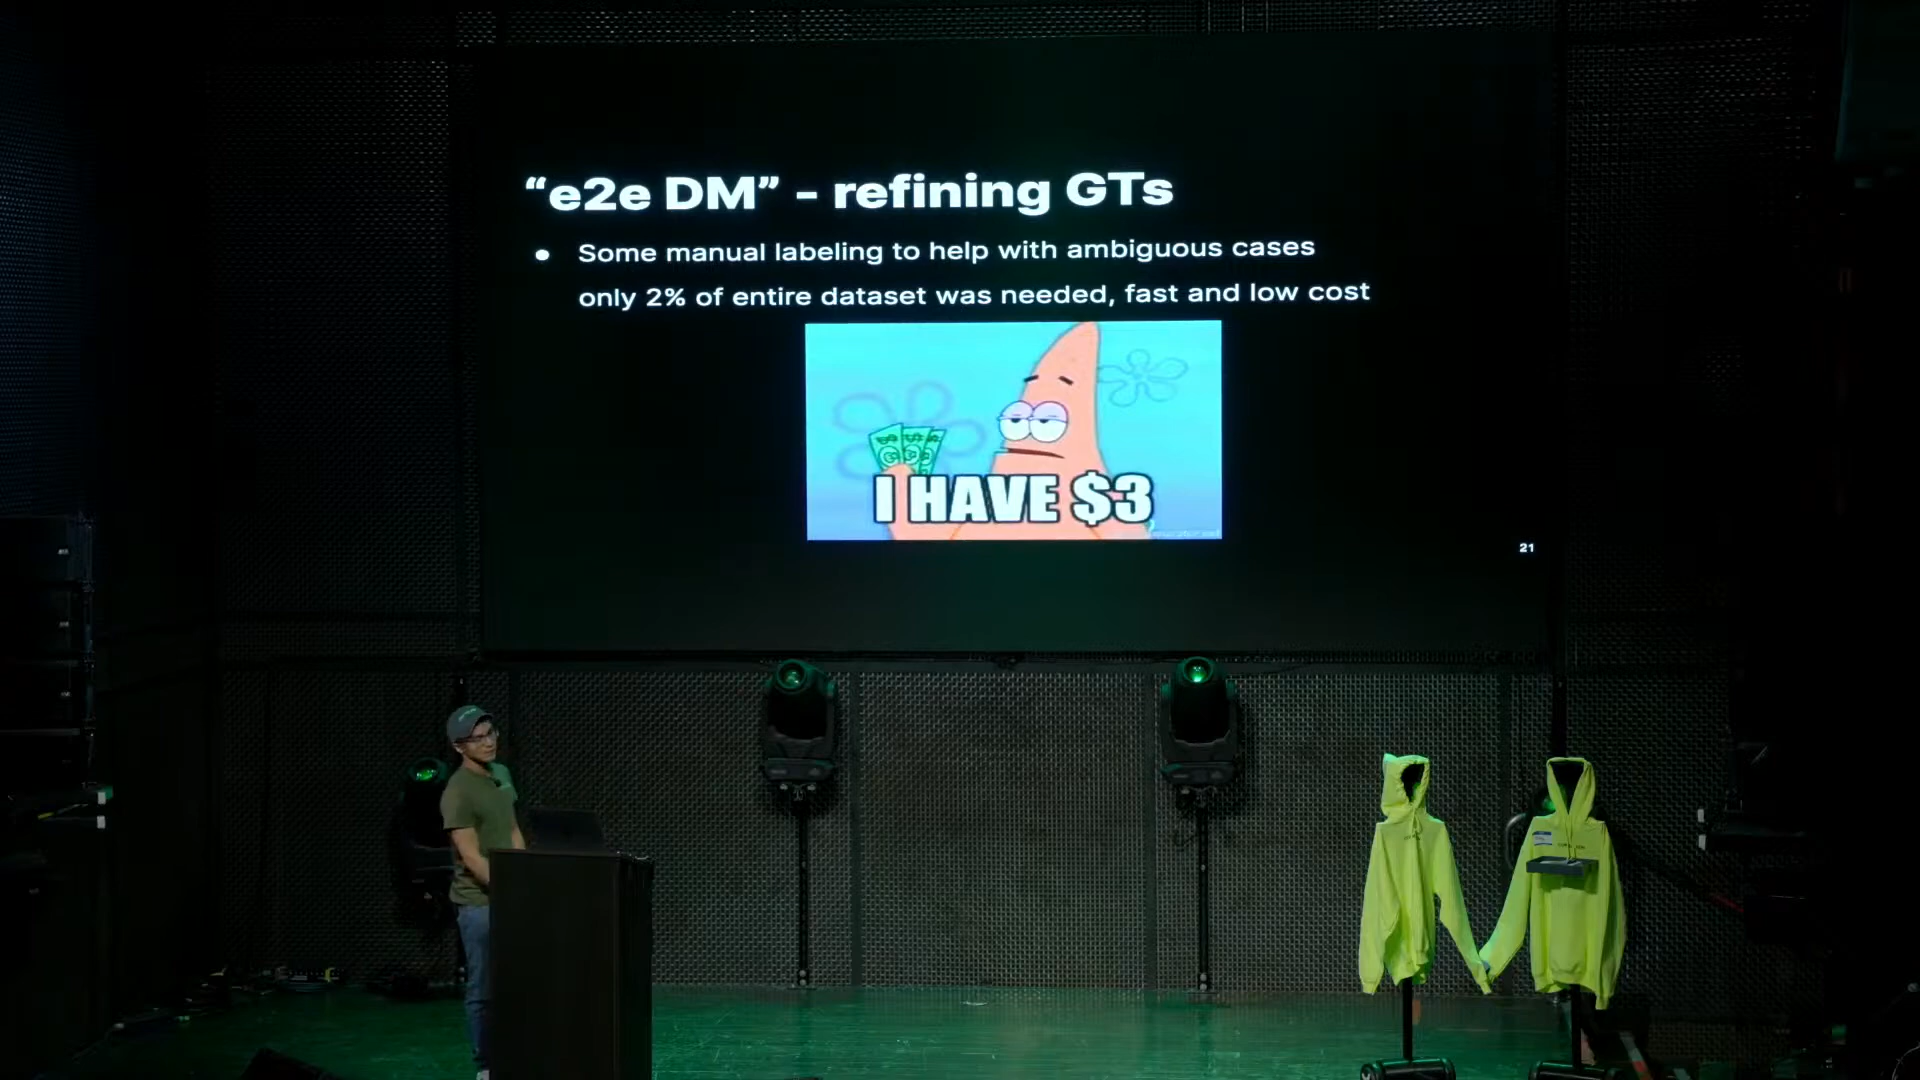 “e2e DM” - refining GTs
● Some manual labeling to help with ambiguous cases
only 2% of entire dataset was needed, fast and low cost
I HAVE $3
21